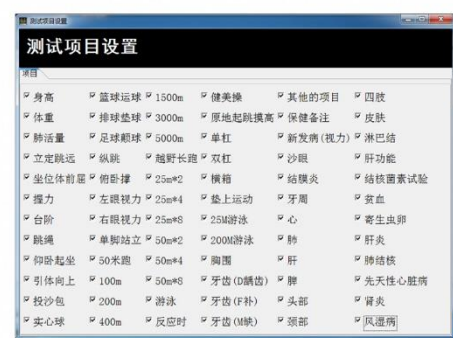 测试项目设置
测试项目设置
项目
身高 篮球运球 1500m 健美操 其他的项目 四肢
体重 排球垫球 3000m 原地起跳摸高 保健备注 皮肤
肺活量 足球颠球 5000m 单杠 新发病(视力) 淋巴结
立定跳远 纵跳 越野长跑 双杠 沙眼 肝功能
坐位体前屈 俯卧撑 25m*2 横箱 结膜炎 结核菌素试验
握力 左眼视力 25m*4 垫上运动 牙周 贫血
台阶 右眼视力 25m*8 25M游泳 心 寄生虫卵
跳绳 单脚站立 50m*2 200M游泳 肺 肝炎
仰卧起坐 50米跑 50m*4 胸围 肝 肺结核
引体向上 100m 50m*8 牙齿(D龋齿) 脾 先天性心脏病
投沙包 200m 游泳 牙齿(F补) 头部 肾炎
实心球 400m 反应时 牙齿(M缺) 颈部 风湿病